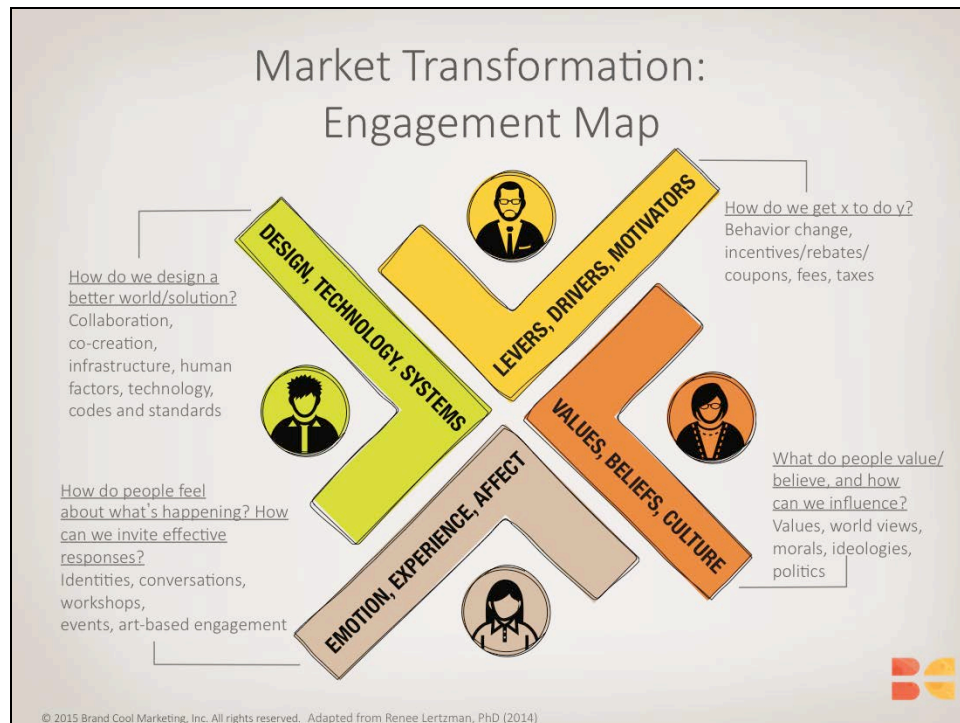 Market Transformation:
Engagement Map
DESIGN, TECHNOLOGY, SYSTEMS
LEVERS, DRIVERS, MOTIVATORS
VALUES, BELIEFS, CULTURE
EMOTION, EXPERIENCE, AFFECT
How do we design a
better world/solution?
Collaboration,
co-creation,
infrastructure, human
factors, technology,
codes and standards
How do we get x to do y?
Behavior change,
incentives/rebates/
coupons, fees, taxes
How do people feel
about what's happening? How
can we invite effective
responses?
Identities, conversations,
workshops,
events, art-based engagement
What do people value/
believe, and how
can we influence?
Values, world views,
morals, ideologies,
politics
© 2015 Brand Cool Marketing, Inc. All rights reserved. Adapted from Renee Lertzman, PhD (2014)